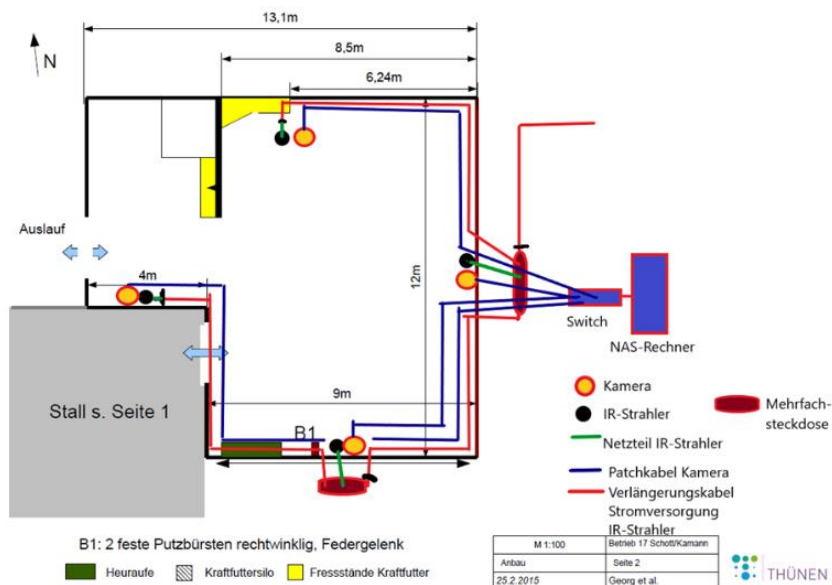 13,1m
8,5m
6,24m
N
Auslauf
4m
12m
Switch
NAS-Rechner
Stall s. Seite 1
9m
B1
Kamera
IR-Strahler
Mehrfach-
steckdose
Netzteil IR-Strahler
Patchkabel Kamera
Verlängerungskabel
Stromversorgung
IR-Strahler
B1: 2 feste Putzbürsten rechtwinklig, Federgelenk
Heuraufe
Kraftfuttersilo
Fressstände Kraftfutter
M 1:100
Betrieb 17 Schott/Kamann
Anbau
Seite 2
25.2.2015
Georg et al.
THÜNEN